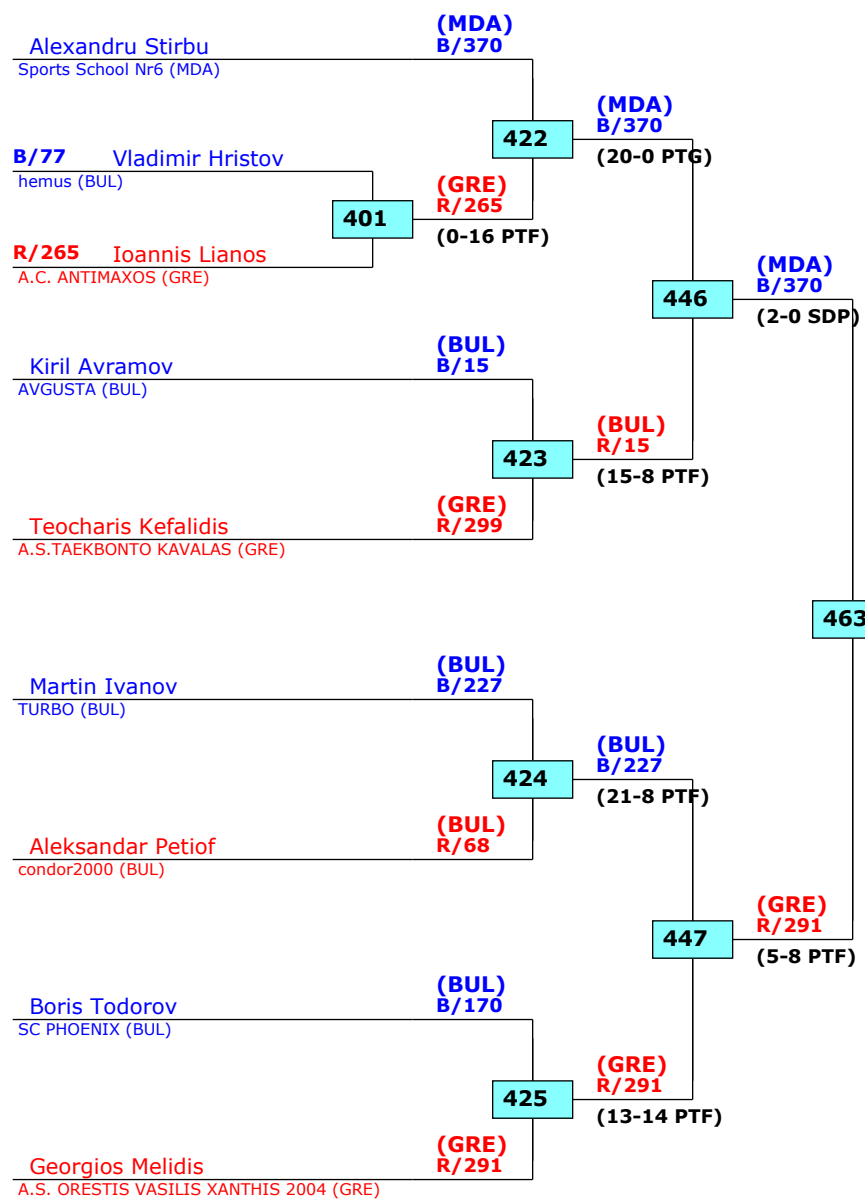 (MDA)
Alexandru Stirbu B/370
Sports School Nr6 (MDA)
(MDA)
B/370
422
(20-0 PTG)
B/77 Vladimir Hristov
hemus (BUL)
(GRE)
R/265
401
(0-16 PTF)
R/265 Ioannis Lianos
A.C. ANTIMAXOS (GRE)
(MDA)
B/370
446
(2-0 SDP)
(BUL)
Kiril Avramov B/15
AVGUSTA (BUL)
(BUL)
R/15
423
(15-8 PTF)
(GRE)
Teocharis Kefalidis R/299
A.S.TAEKBONTO KAVALAS (GRE)
463
(BUL)
Martin Ivanov B/227
TURBO (BUL)
(BUL)
B/227
424
(21-8 PTF)
(BUL)
Aleksandar Petiof R/68
condor2000 (BUL)
(GRE)
R/291
447
(5-8 PTF)
(BUL)
Boris Todorov B/170
SC PHOENIX (BUL)
(GRE)
R/291
425
(13-14 PTF)
(GRE)
Georgios Melidis R/291
A.S. ORESTIS VASILIS XANTHIS 2004 (GRE)